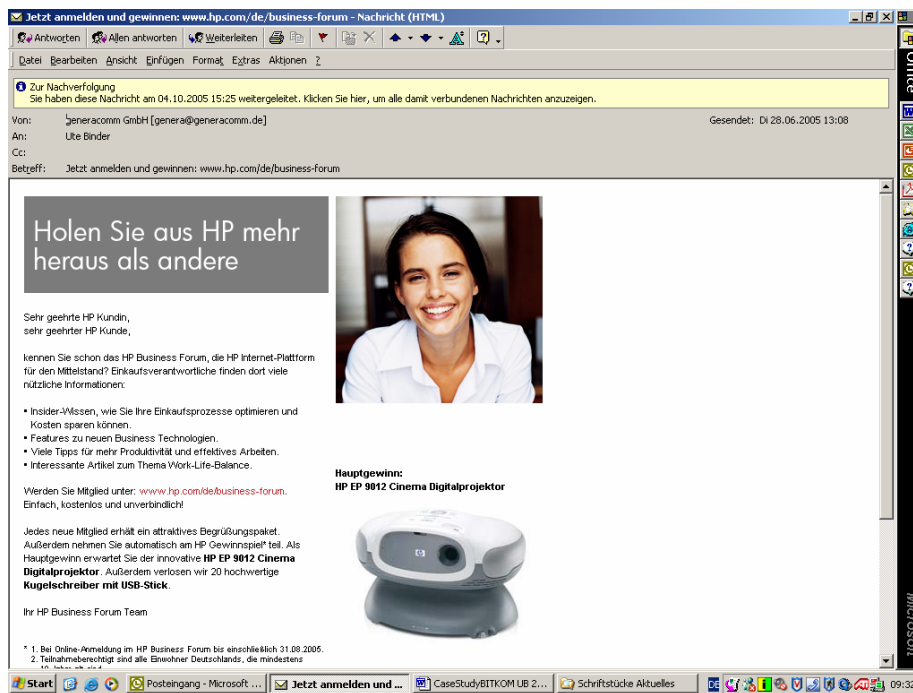 Jetzt anmelden und gewinnen: www.hp.com/de/business-forum - Nachricht (HTML)
Antworten Allen antworten Weiterleiten
Datei Bearbeiten Ansicht Einfügen Format Extras Aktionen ?
Zur Nachverfolgung
Sie haben diese Nachricht am 04.10.2005 15:25 weitergeleitet. Klicken Sie hier, um alle damit verbundenen Nachrichten anzuzeigen.
Von: generacomm GmbH [genera@generacomm.de] Gesendet: Di 28.06.2005 13:08
An: Ute Binder
Cc:
Betreff: Jetzt anmelden und gewinnen: www.hp.com/de/business-forum
Holen Sie aus HP mehr
heraus als andere
Sehr geehrte HP Kundin,
sehr geehrter HP Kunde,
kennen Sie schon das HP Business Forum, die HP Internet-Plattform
für den Mittelstand? Einkaufsverantwortliche finden dort viele
nützliche Informationen:
▪ Insider-Wissen, wie Sie Ihre Einkaufsprozesse optimieren und
Kosten sparen können.
▪ Features zu neuen Business Technologien.
▪ Viele Tipps für mehr Produktivität und effektives Arbeiten.
▪ Interessante Artikel zum Thema Work-Life-Balance.
Werden Sie Mitglied unter: www.hp.com/de/business-forum.
Einfach, kostenlos und unverbindlich!
Jedes neue Mitglied erhält ein attraktives Begrüßungspaket.
Außerdem nehmen Sie automatisch am HP Gewinnspiel* teil. Als
Hauptgewinn erwartet Sie der innovative HP EP 9012 Cinema
Digitalprojektor. Außerdem verlosen wir 20 hochwertige
Kugelschreiber mit USB-Stick.
Ihr HP Business Forum Team
* 1. Bei Online-Anmeldung im HP Business Forum bis einschließlich 31.08.2005.
2. Teilnahmeberechtigt sind alle Einwohner Deutschlands, die mindestens
Hauptgewinn:
HP EP 9012 Cinema Digitalprojektor
hp
Office
Microsoft
Start Posteingang - Microsoft ... Jetzt anmelden und ... CaseStudyBITKOM UB 2... Schriftstücke Aktuelles DE 09:32